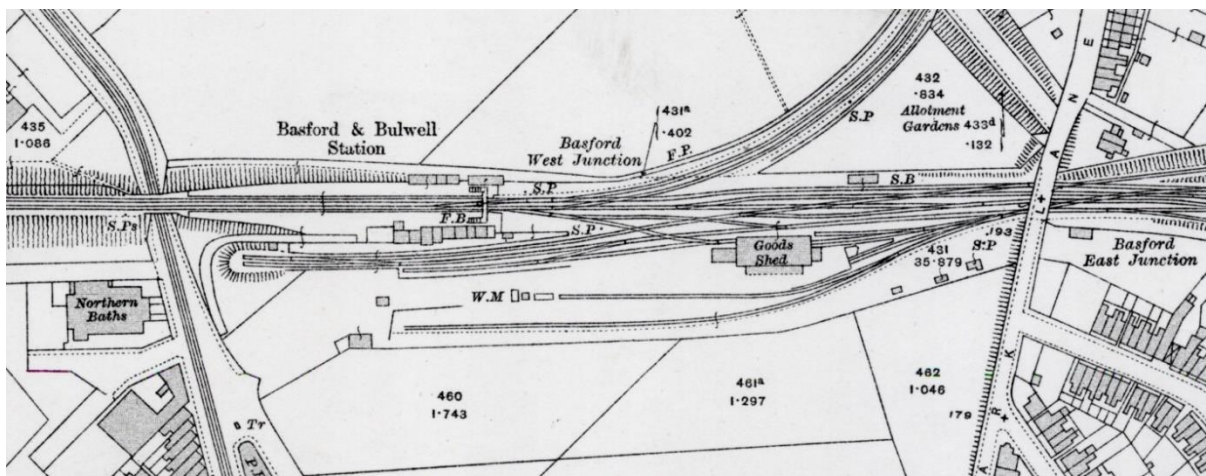 435
1·086
Basford & Bulwell
Station
Basford
West Junction
431ᵃ
·402
F.P.
S.P
432
·834
Allotment
Gardens
433ᵈ
·132
S.P
S.B
F.B
S.P
S.Ps
Goods
Shed
431
35·879
193
S.P
Basford
East Junction
Northern
Baths
W.M
460
1·743
461ᵃ
1·297
462
1·046
179
Tr
P
P A R K L A N E